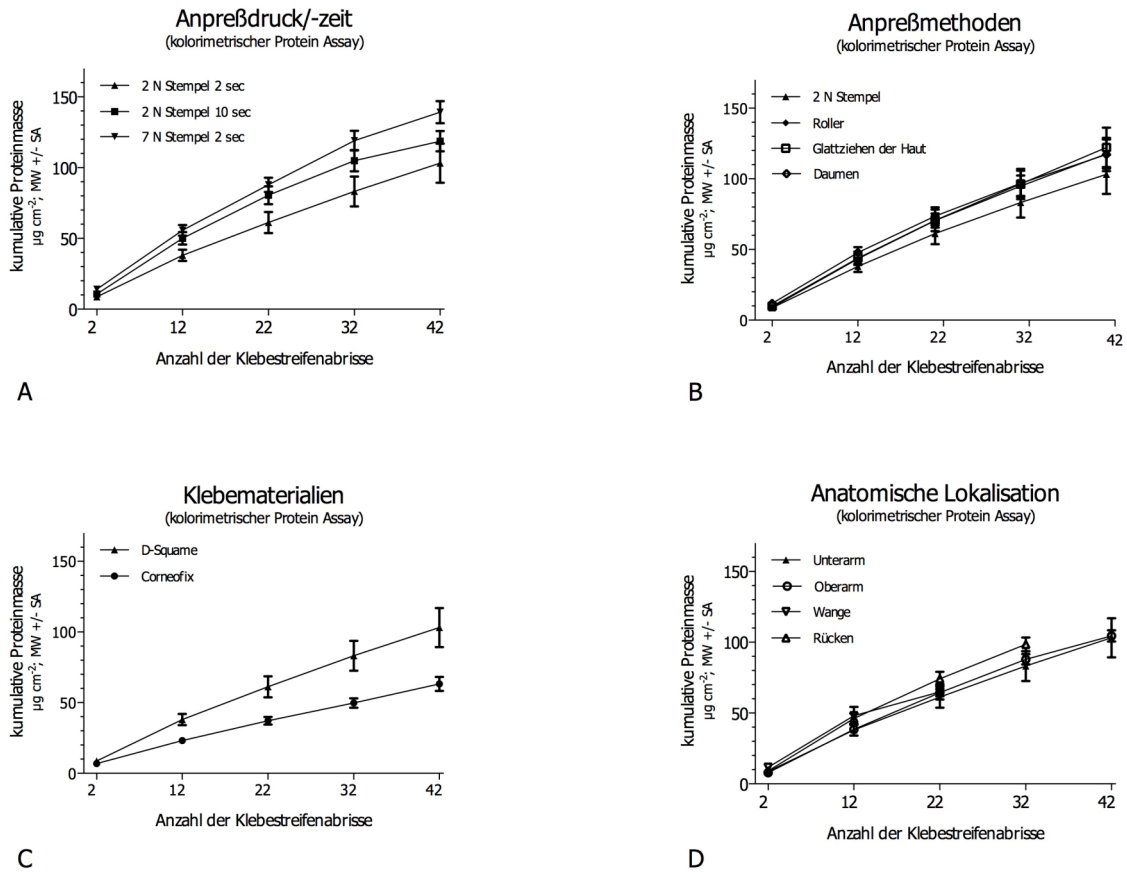 Anpreßdruck/-zeit
(kolorimetrischer Protein Assay)
kumulative Proteinmasse
µg cm⁻²; MW +/- SA
150
100
50
0
2 N Stempel 2 sec
2 N Stempel 10 sec
7 N Stempel 2 sec
2 12 22 32 42
Anzahl der Klebestreifenabrisse
A
Anpreßmethoden
(kolorimetrischer Protein Assay)
kumulative Proteinmasse
µg cm⁻²; MW +/- SA
150
100
50
0
2 N Stempel
Roller
Glattziehen der Haut
Daumen
2 12 22 32 42
Anzahl der Klebestreifenabrisse
B
Klebematerialien
(kolorimetrischer Protein Assay)
kumulative Proteinmasse
µg cm⁻²; MW +/- SA
150
100
50
0
D-Squame
Corneofix
2 12 22 32 42
Anzahl der Klebestreifenabrisse
C
Anatomische Lokalisation
(kolorimetrischer Protein Assay)
kumulative Proteinmasse
µg cm⁻²; MW +/- SA
150
100
50
0
Unterarm
Oberarm
Wange
Rücken
2 12 22 32 42
Anzahl der Klebestreifenabrisse
D